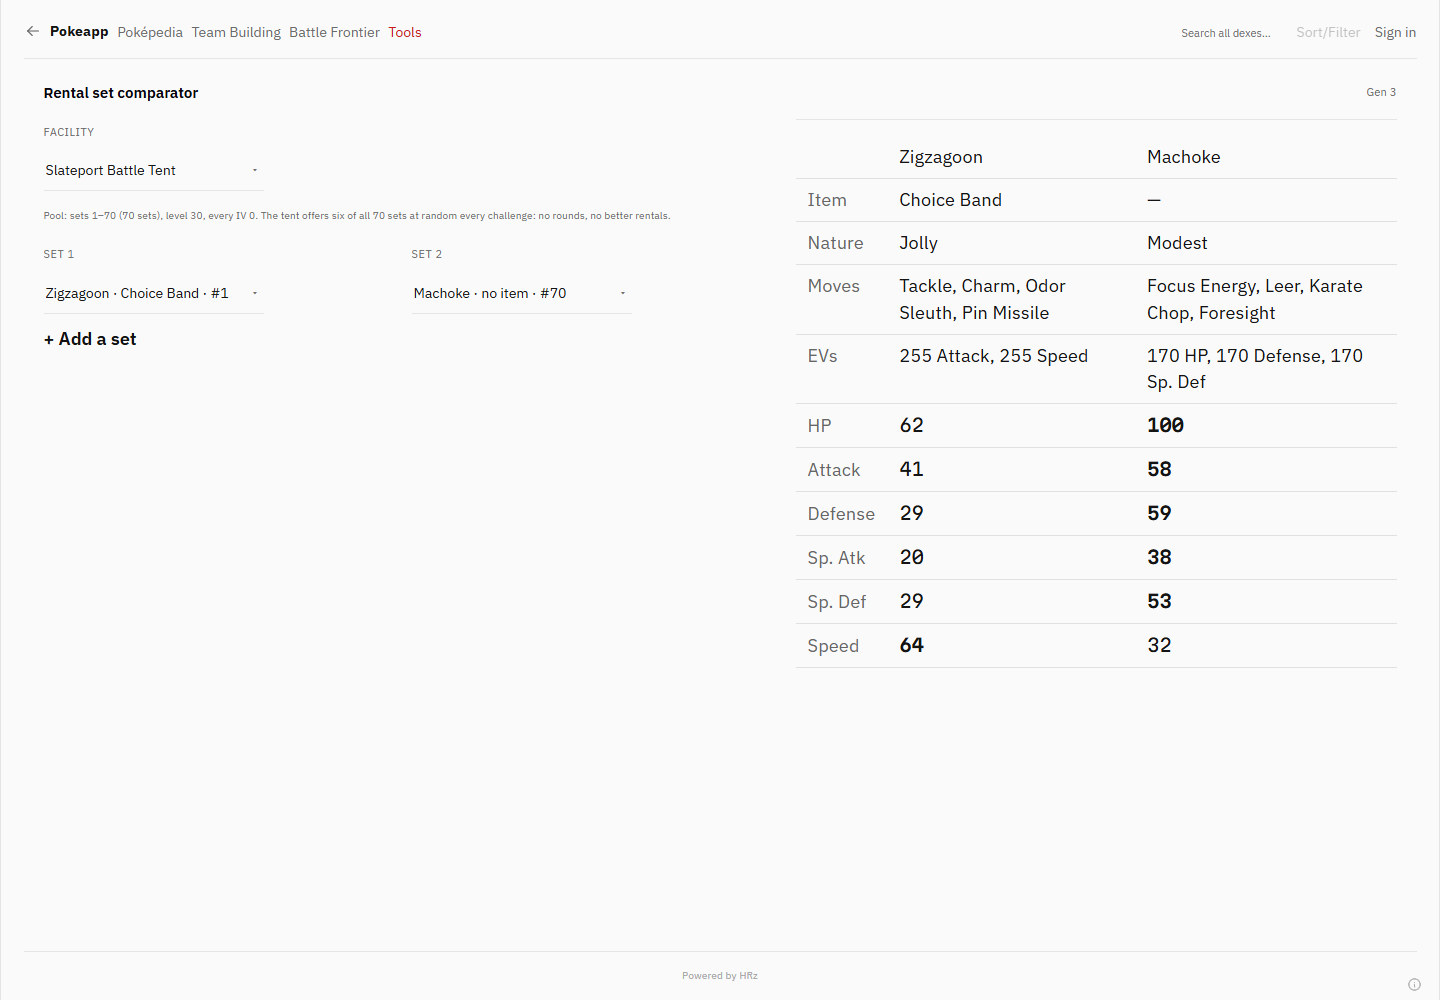 ← Pokeapp Poképedia Team Building Battle Frontier Tools
Search all dexes... Sort/Filter Sign in
Rental set comparator
Gen 3
FACILITY
Slateport Battle Tent
Pool: sets 1–70 (70 sets), level 30, every IV 0. The tent offers six of all 70 sets at random every challenge: no rounds, no better rentals.
SET 1
Zigzagoon · Choice Band · #1
SET 2
Machoke · no item · #70
+ Add a set
Zigzagoon Machoke
Item Choice Band —
Nature Jolly Modest
Moves Tackle, Charm, Odor Sleuth, Pin Missile Focus Energy, Leer, Karate Chop, Foresight
EVs 255 Attack, 255 Speed 170 HP, 170 Defense, 170 Sp. Def
HP 62 100
Attack 41 58
Defense 29 59
Sp. Atk 20 38
Sp. Def 29 53
Speed 64 32
Powered by HRz